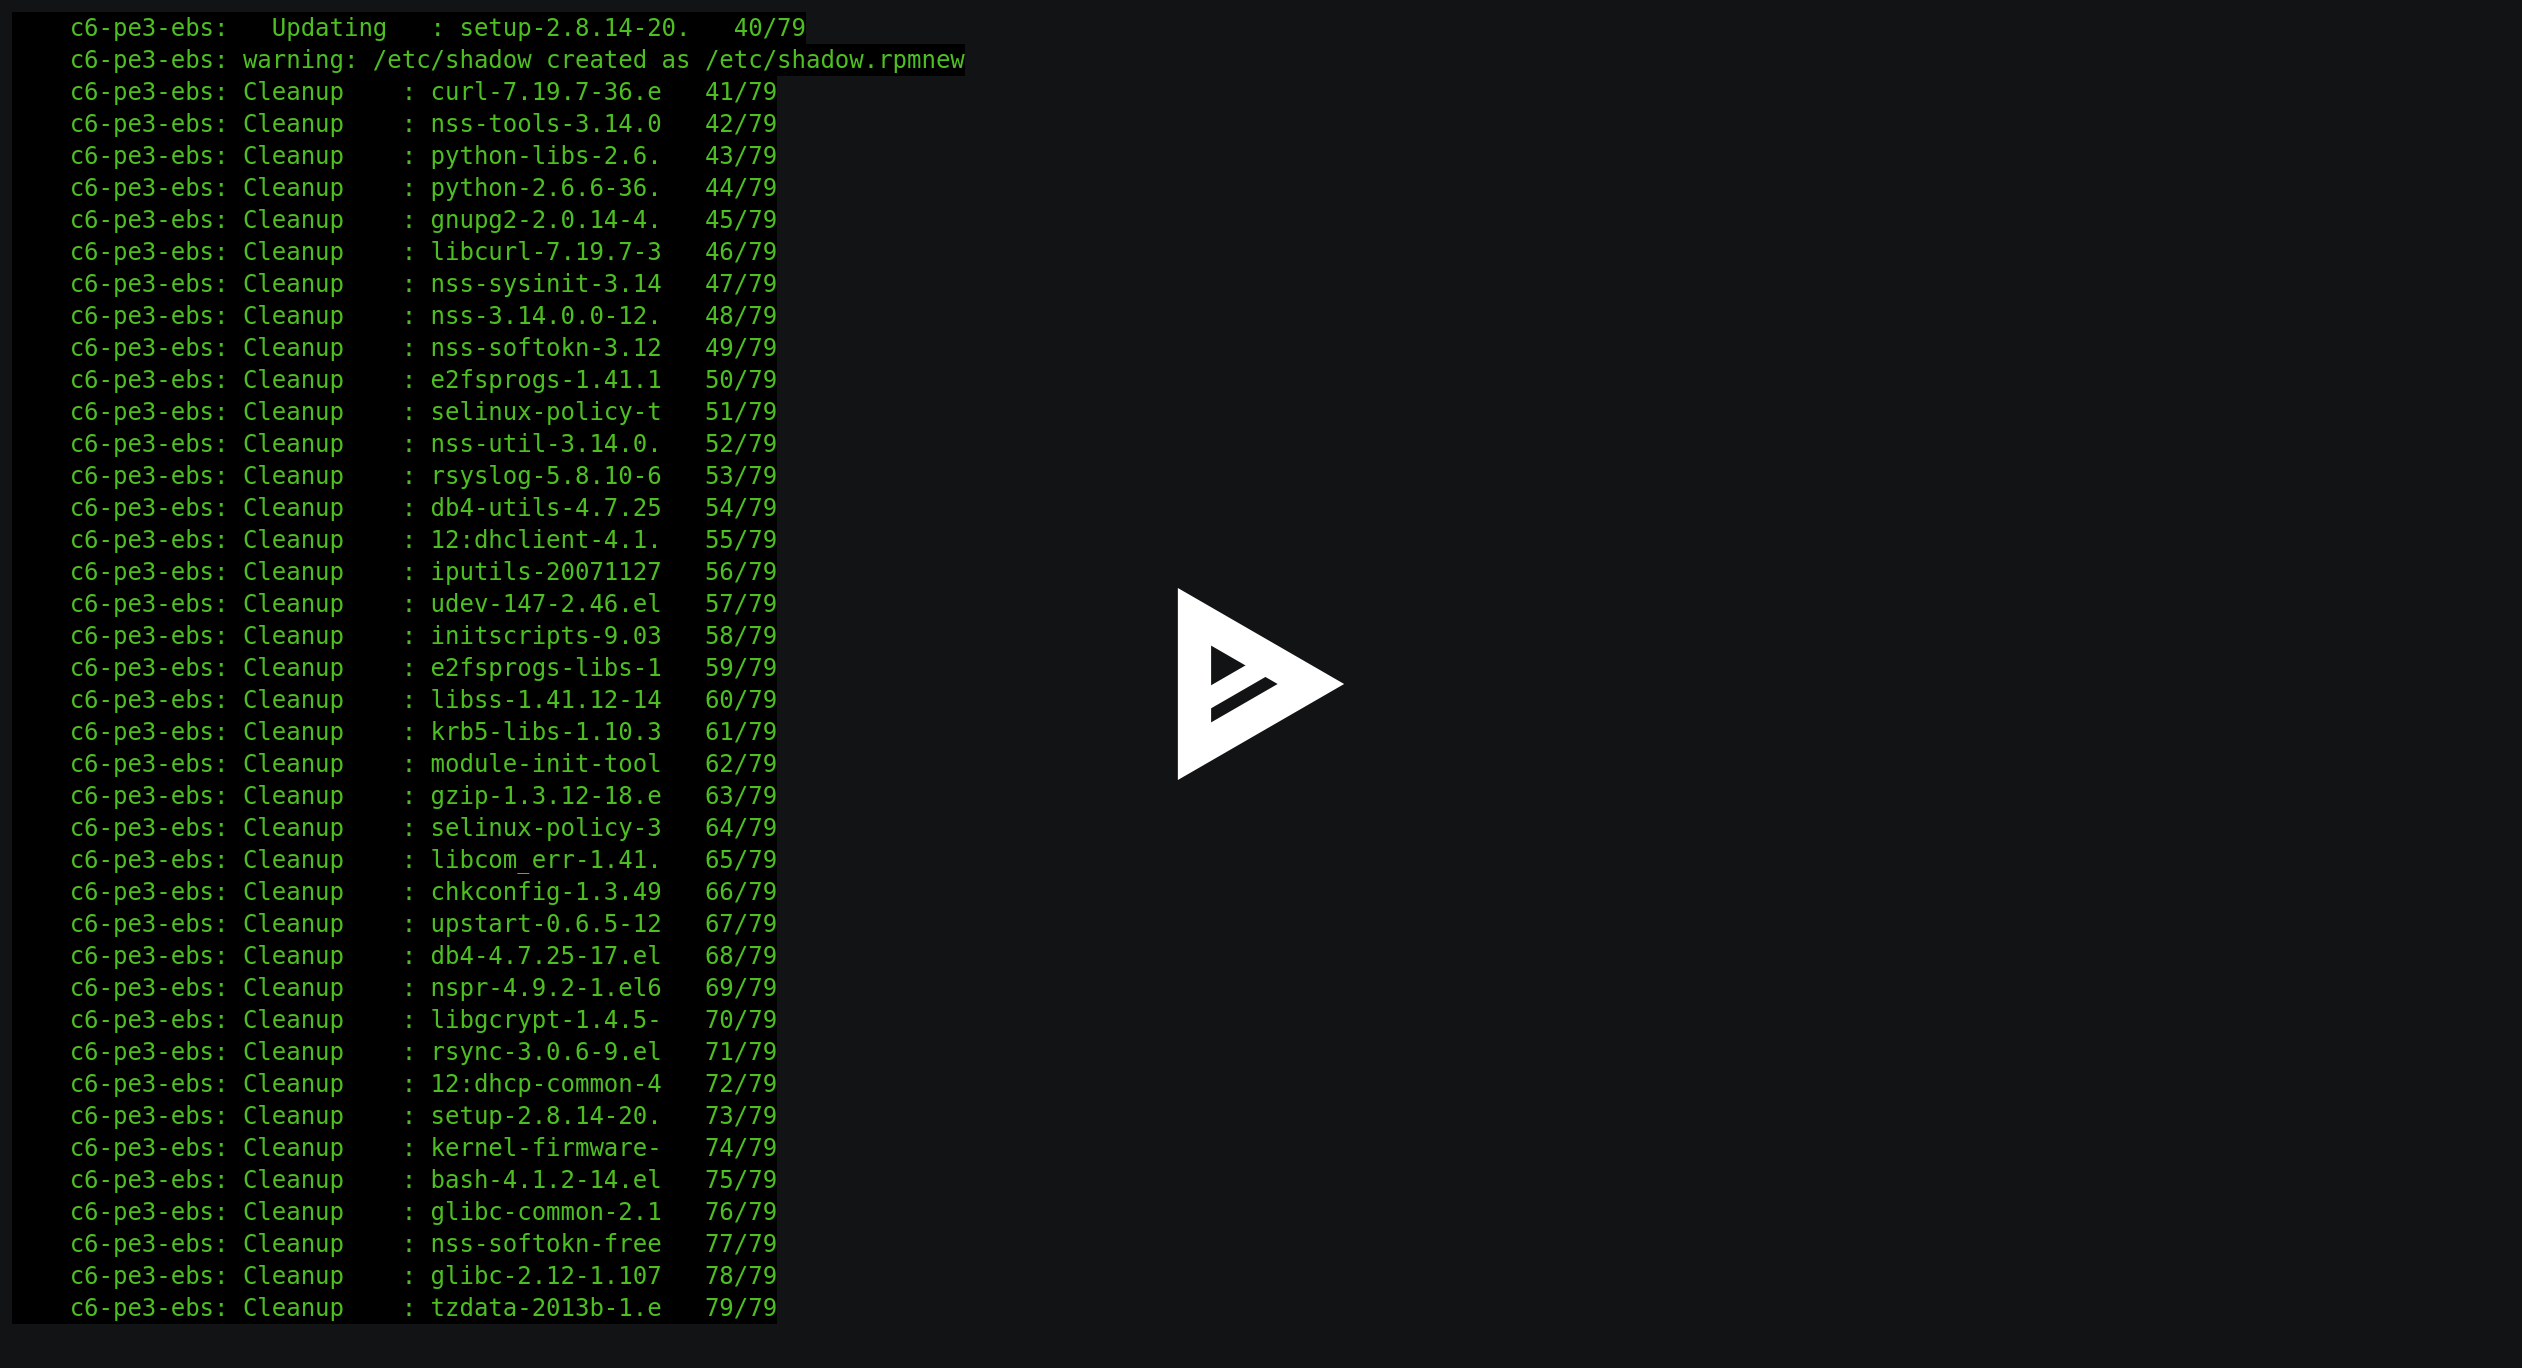 c6-pe3-ebs:   Updating   : setup-2.8.14-20.   40/79
c6-pe3-ebs: warning: /etc/shadow created as /etc/shadow.rpmnew
c6-pe3-ebs: Cleanup    : curl-7.19.7-36.e   41/79
c6-pe3-ebs: Cleanup    : nss-tools-3.14.0   42/79
c6-pe3-ebs: Cleanup    : python-libs-2.6.   43/79
c6-pe3-ebs: Cleanup    : python-2.6.6-36.   44/79
c6-pe3-ebs: Cleanup    : gnupg2-2.0.14-4.   45/79
c6-pe3-ebs: Cleanup    : libcurl-7.19.7-3   46/79
c6-pe3-ebs: Cleanup    : nss-sysinit-3.14   47/79
c6-pe3-ebs: Cleanup    : nss-3.14.0.0-12.   48/79
c6-pe3-ebs: Cleanup    : nss-softokn-3.12   49/79
c6-pe3-ebs: Cleanup    : e2fsprogs-1.41.1   50/79
c6-pe3-ebs: Cleanup    : selinux-policy-t   51/79
c6-pe3-ebs: Cleanup    : nss-util-3.14.0.   52/79
c6-pe3-ebs: Cleanup    : rsyslog-5.8.10-6   53/79
c6-pe3-ebs: Cleanup    : db4-utils-4.7.25   54/79
c6-pe3-ebs: Cleanup    : 12:dhclient-4.1.   55/79
c6-pe3-ebs: Cleanup    : iputils-20071127   56/79
c6-pe3-ebs: Cleanup    : udev-147-2.46.el   57/79
c6-pe3-ebs: Cleanup    : initscripts-9.03   58/79
c6-pe3-ebs: Cleanup    : e2fsprogs-libs-1   59/79
c6-pe3-ebs: Cleanup    : libss-1.41.12-14   60/79
c6-pe3-ebs: Cleanup    : krb5-libs-1.10.3   61/79
c6-pe3-ebs: Cleanup    : module-init-tool   62/79
c6-pe3-ebs: Cleanup    : gzip-1.3.12-18.e   63/79
c6-pe3-ebs: Cleanup    : selinux-policy-3   64/79
c6-pe3-ebs: Cleanup    : libcom_err-1.41.   65/79
c6-pe3-ebs: Cleanup    : chkconfig-1.3.49   66/79
c6-pe3-ebs: Cleanup    : upstart-0.6.5-12   67/79
c6-pe3-ebs: Cleanup    : db4-4.7.25-17.el   68/79
c6-pe3-ebs: Cleanup    : nspr-4.9.2-1.el6   69/79
c6-pe3-ebs: Cleanup    : libgcrypt-1.4.5-   70/79
c6-pe3-ebs: Cleanup    : rsync-3.0.6-9.el   71/79
c6-pe3-ebs: Cleanup    : 12:dhcp-common-4   72/79
c6-pe3-ebs: Cleanup    : setup-2.8.14-20.   73/79
c6-pe3-ebs: Cleanup    : kernel-firmware-   74/79
c6-pe3-ebs: Cleanup    : bash-4.1.2-14.el   75/79
c6-pe3-ebs: Cleanup    : glibc-common-2.1   76/79
c6-pe3-ebs: Cleanup    : nss-softokn-free   77/79
c6-pe3-ebs: Cleanup    : glibc-2.12-1.107   78/79
c6-pe3-ebs: Cleanup    : tzdata-2013b-1.e   79/79